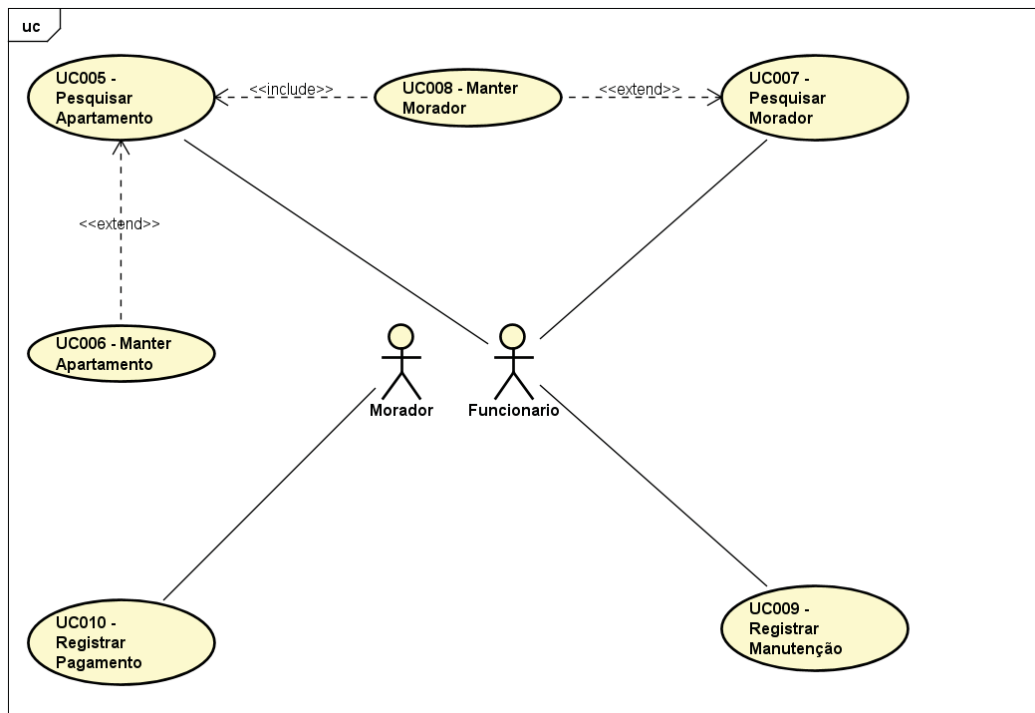 uc
UC005 -
Pesquisar
Apartamento
<<include>>
UC008 - Manter
Morador
<<extend>>
UC007 -
Pesquisar
Morador
<<extend>>
UC006 - Manter
Apartamento
Morador
Funcionario
UC010 -
Registrar
Pagamento
UC009 -
Registrar
Manutenção